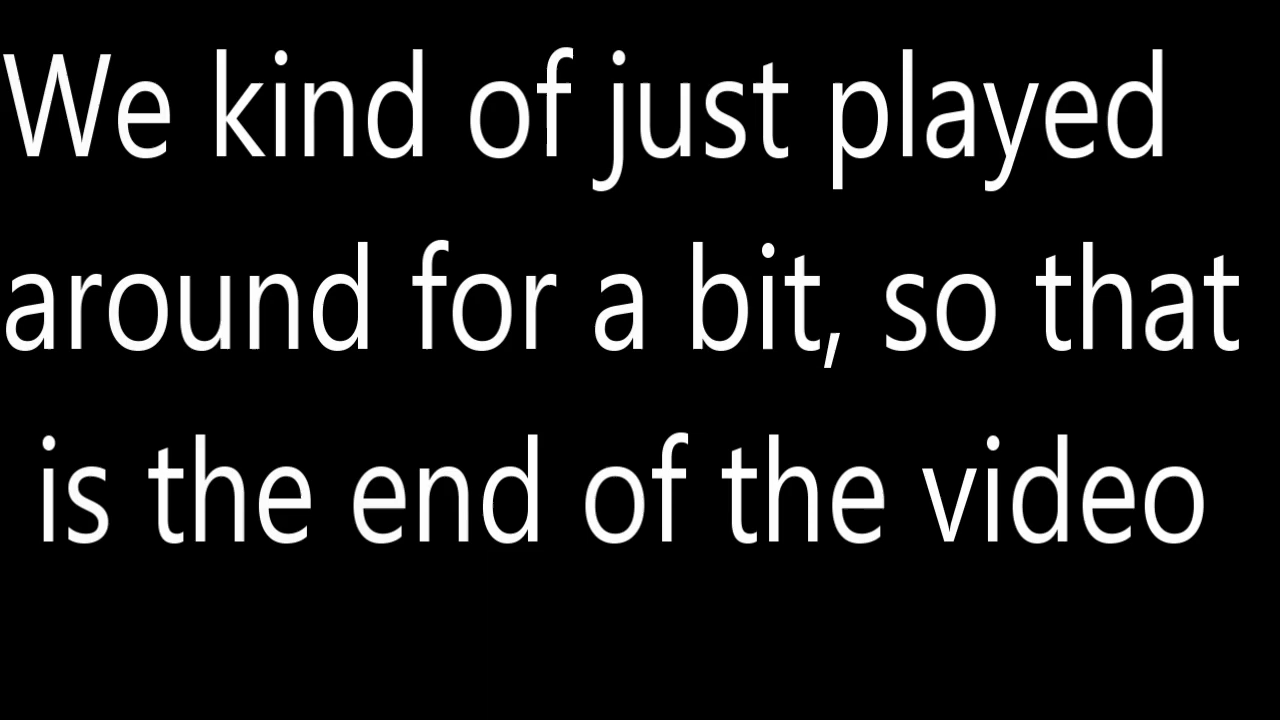 We kind of just played
around for a bit, so that
is the end of the video